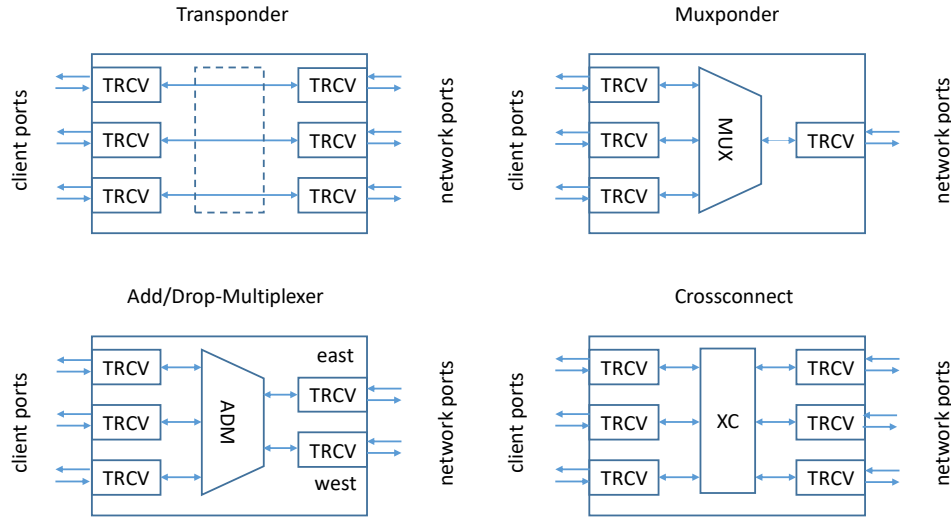 Transponder
client ports
TRCV
TRCV
TRCV
TRCV
TRCV
TRCV
network ports
Muxponder
client ports
TRCV
TRCV
TRCV
MUX
TRCV
network ports
Add/Drop-Multiplexer
client ports
TRCV
TRCV
TRCV
ADM
east
TRCV
TRCV
west
network ports
Crossconnect
client ports
TRCV
TRCV
TRCV
XC
TRCV
TRCV
TRCV
network ports